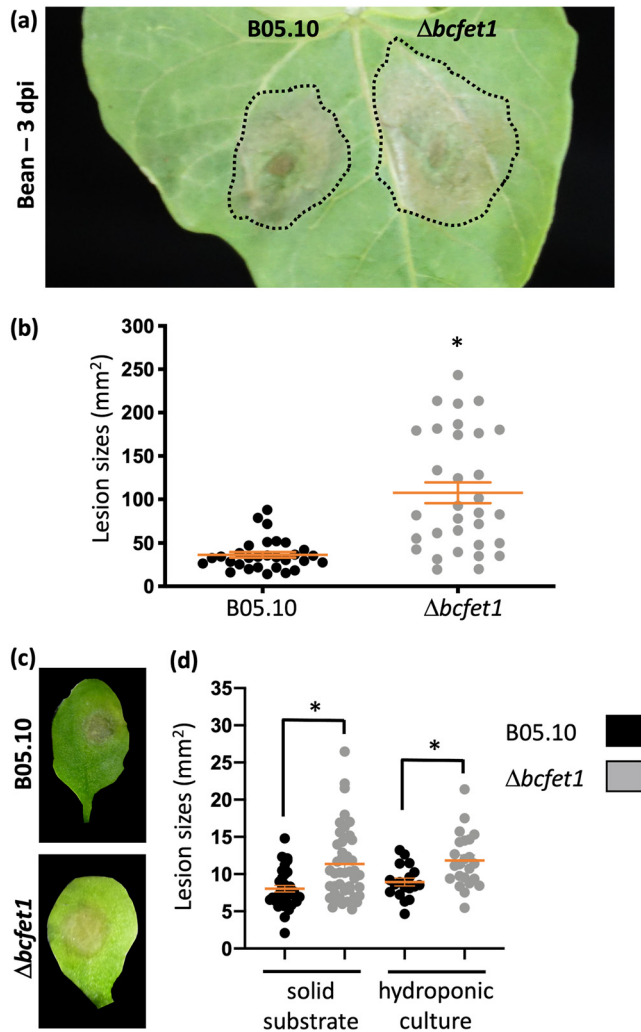 (a)
B05.10
Δbcfet1
Bean – 3 dpi
(b)
Lesion sizes (mm²)
300
250
200
150
100
50
0
*
B05.10
Δbcfet1
(c)
B05.10
Δbcfet1
(d)
Lesion sizes (mm²)
35
30
25
20
15
10
5
0
*
*
B05.10
Δbcfet1
solid
substrate
hydroponic
culture